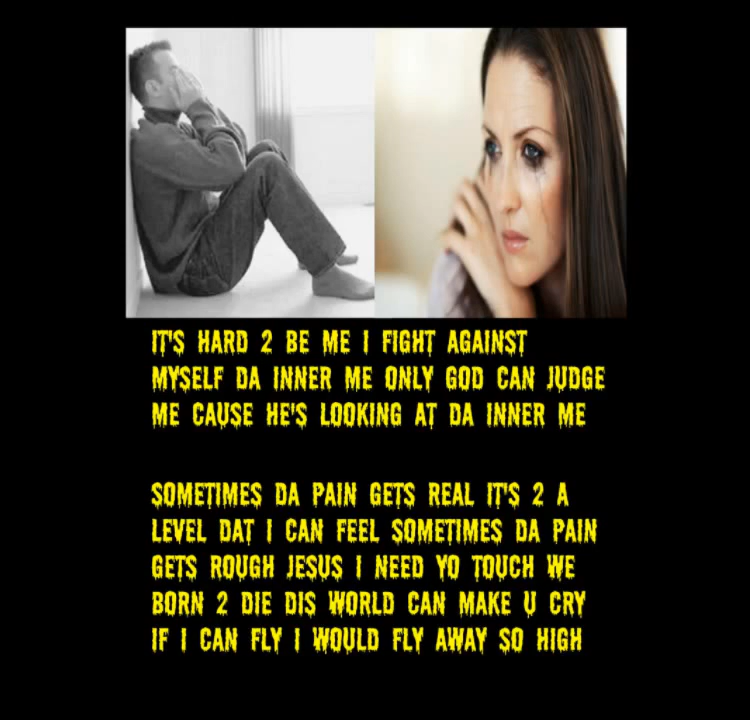 IT'S HARD 2 BE ME I FIGHT AGAINST
MYSELF DA INNER ME ONLY GOD CAN JUDGE
ME CAUSE HE'S LOOKING AT DA INNER ME
SOMETIMES DA PAIN GETS REAL IT'S 2 A
LEVEL DAT I CAN FEEL SOMETIMES DA PAIN
GETS ROUGH JESUS I NEED YO TOUCH WE
BORN 2 DIE DIS WORLD CAN MAKE U CRY
IF I CAN FLY I WOULD FLY AWAY SO HIGH